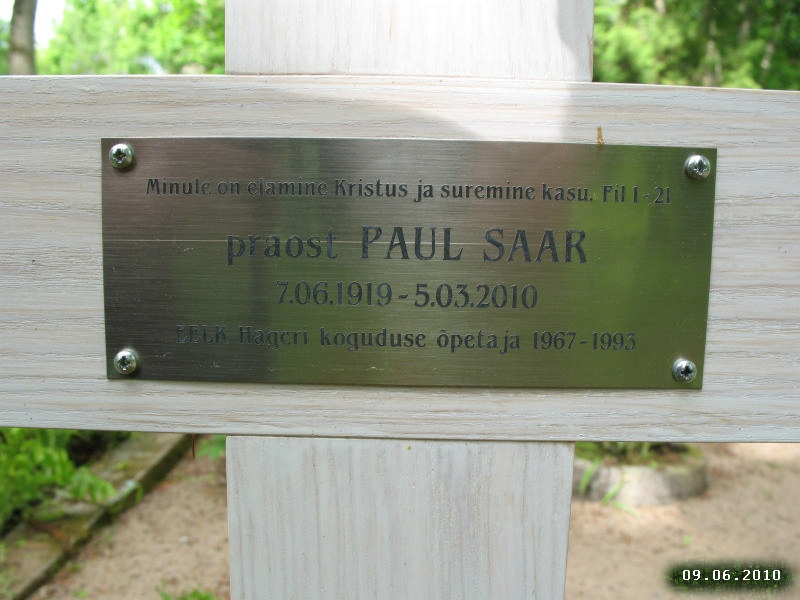 Minule on elamine Kristus ja suremine kasu. Fil 1-21
praost PAUL SAAR
7.06.1919-5.03.2010
EELK Hageri koguduse õpetaja 1967-1993
09.06.2010